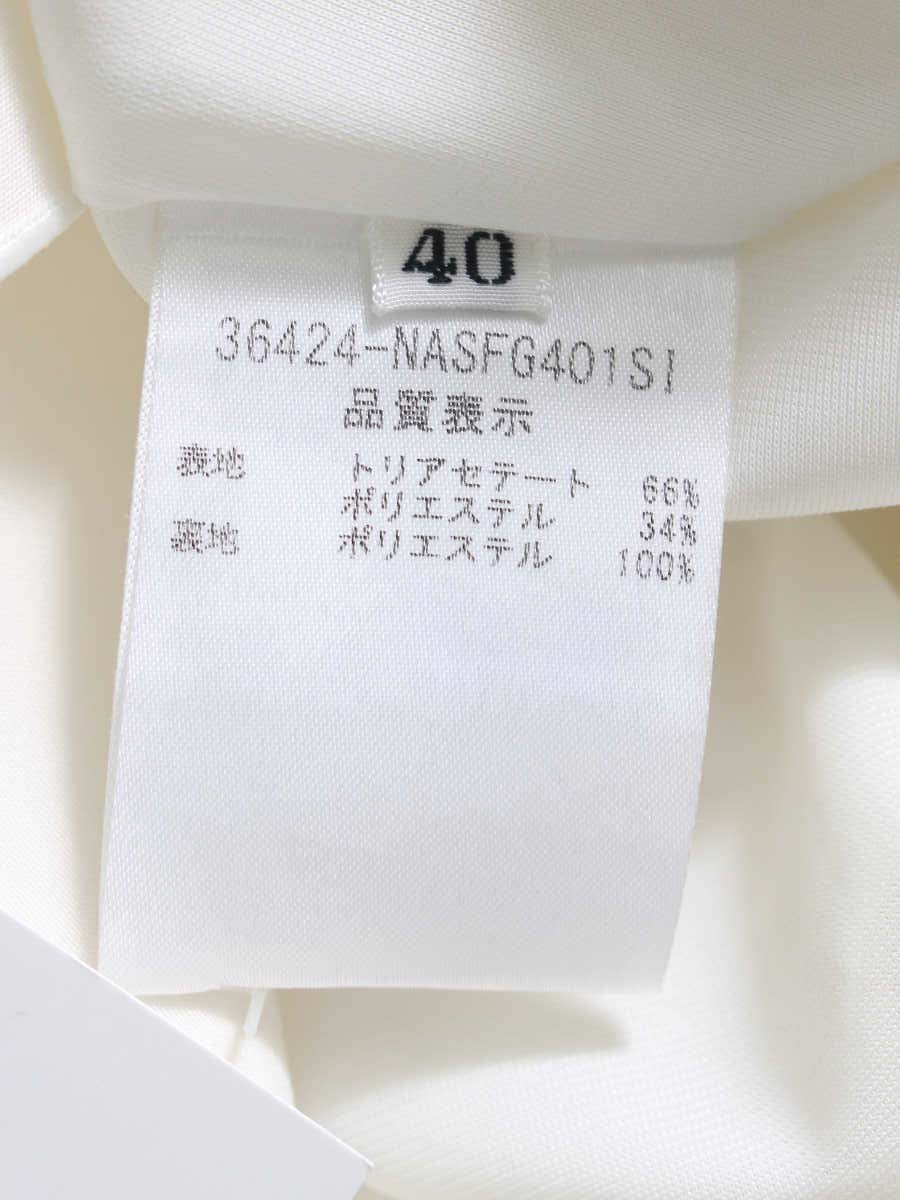 40
36424-NASFG401SI
品質表示
表地 トリアセテート 66%
ポリエステル 34%
裏地 ポリエステル 100%